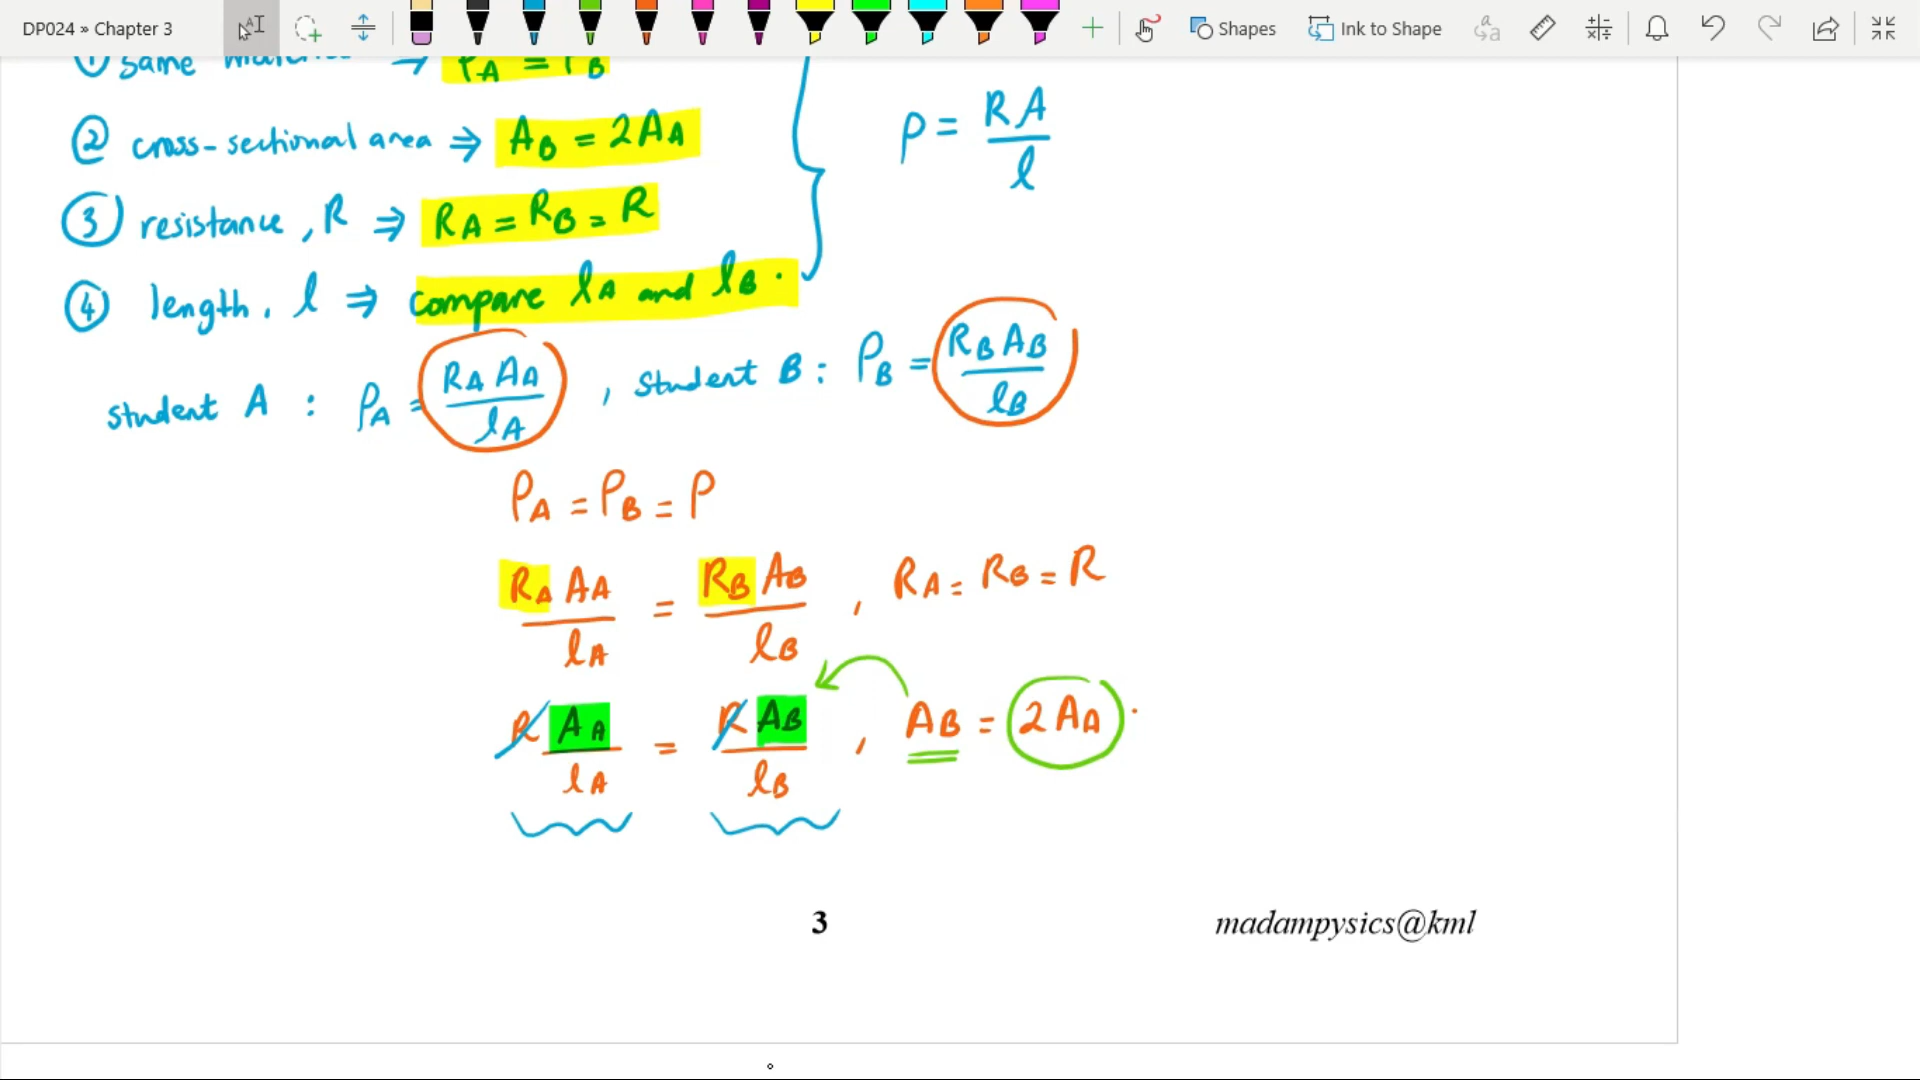 DP024 » Chapter 3
Shapes
Ink to Shape
① same ⇒ ρA = ρB
② cross-sectional area ⇒ AB = 2AA
③ resistance, R ⇒ RA = RB = R
④ length, l ⇒ compare lA and lB.
ρ = RA / l
student A : ρA = RA AA / lA , student B : ρB = RB AB / lB
ρA = ρB = ρ
RA AA / lA = RB AB / lB , RA = RB = R
R AA / lA = R AB / lB , AB = 2AA.
3
madampysics@kml